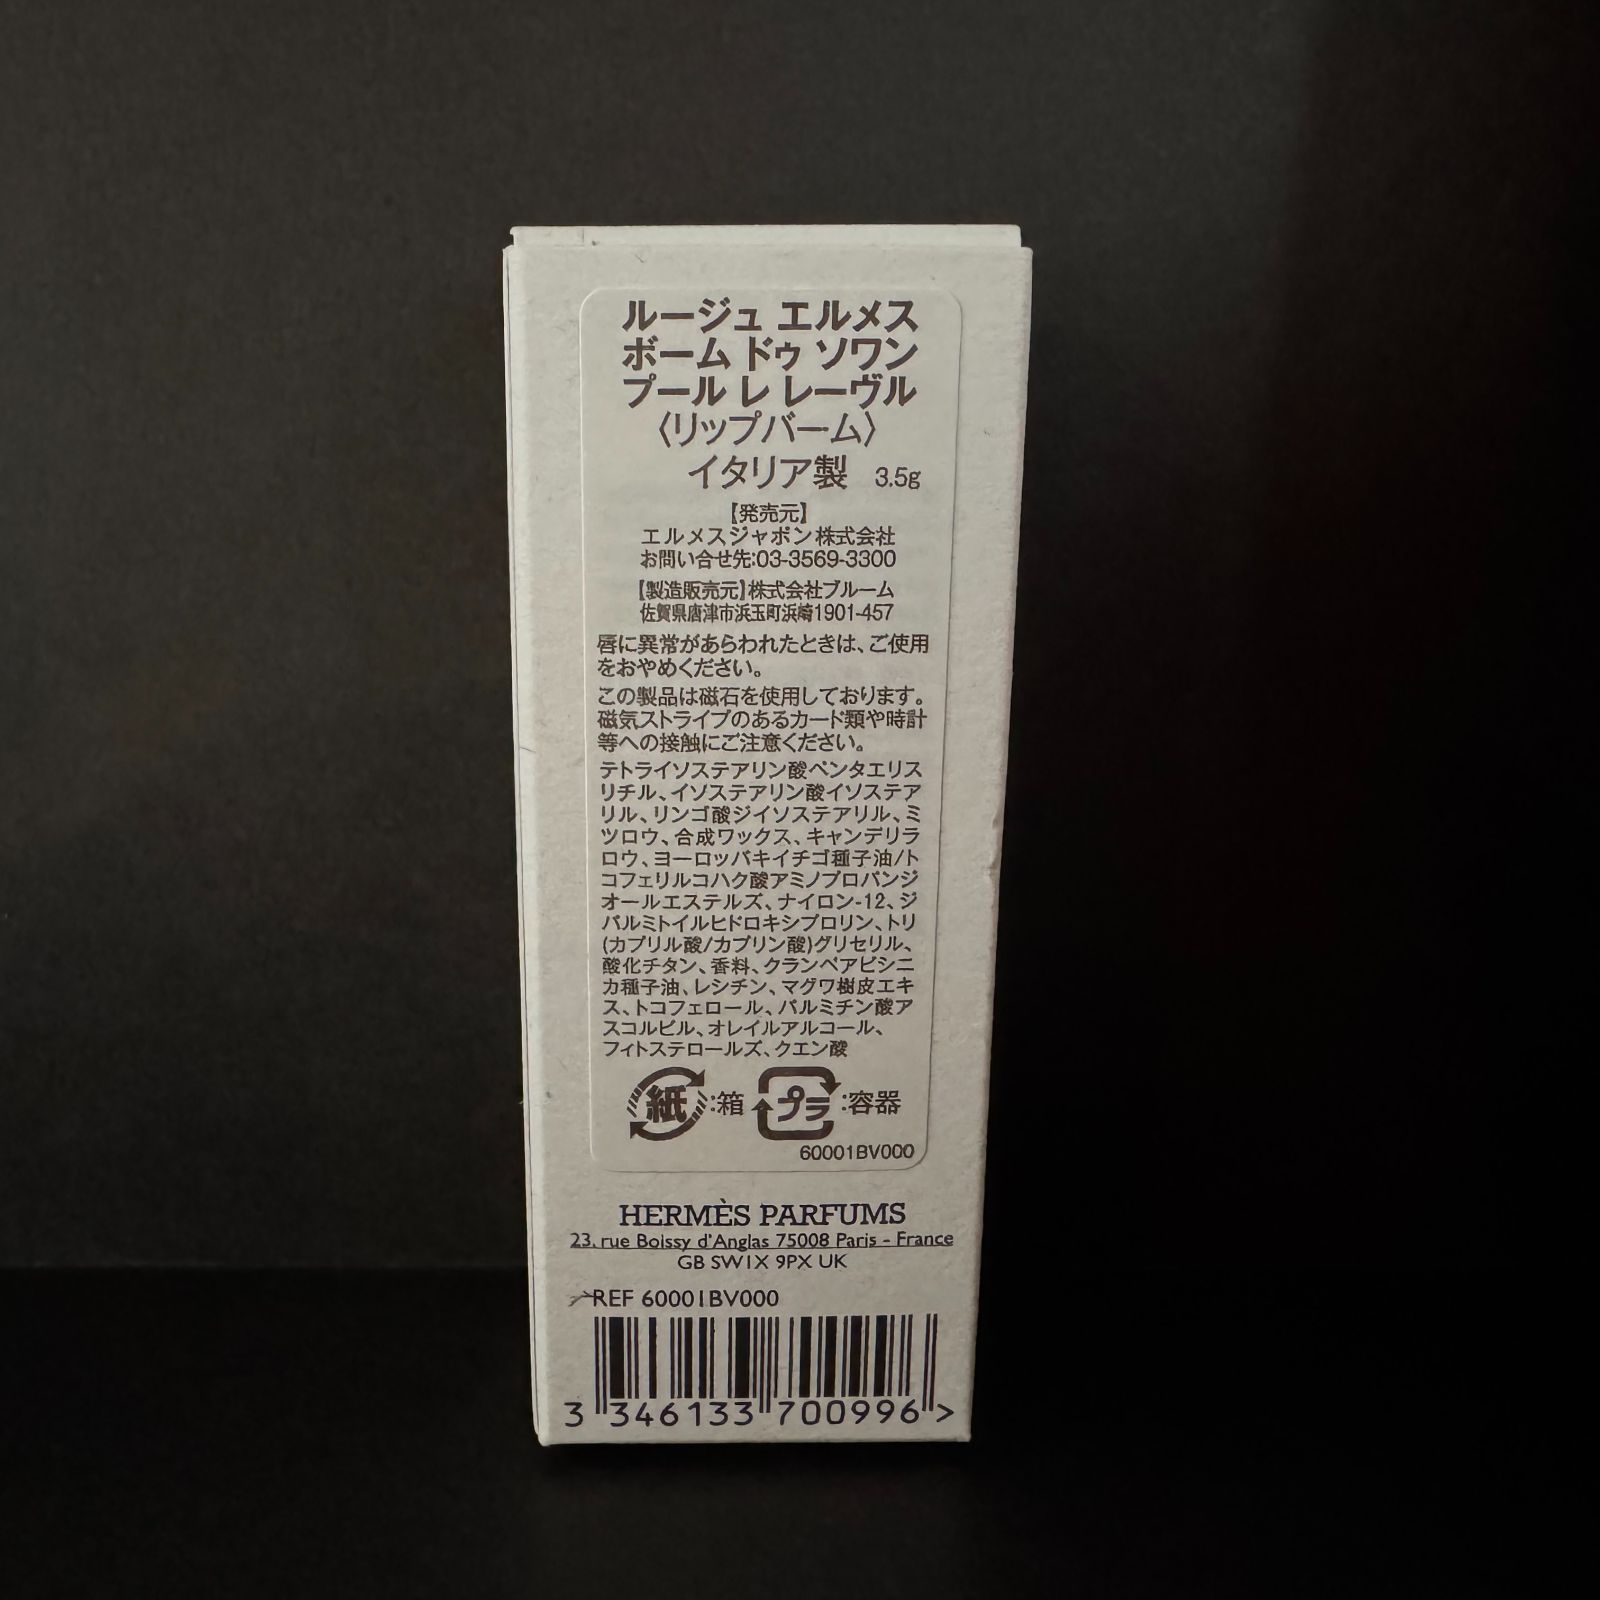 ルージュ エルメス
ボーム ドゥ ソワン
プール レ レーヴル
〈リップバーム〉
イタリア製 3.5g
【発売元】
エルメスジャポン株式会社
お問い合せ先:03-3569-3300
【製造販売元】株式会社ブルーム
佐賀県唐津市浜玉町浜崎1901-457
唇に異常があらわれたときは、ご使用
をおやめください。
この製品は磁石を使用しております。
磁気ストライプのあるカード類や時計
等への接触にご注意ください。
テトライソステアリン酸ペンタエリス
リチル、イソステアリン酸イソステア
リル、リンゴ酸ジイソステアリル、ミ
ツロウ、合成ワックス、キャンデリラ
ロウ、ヨーロッパキイチゴ種子油/ト
コフェリルコハク酸アミノプロパンジ
オールエステルズ、ナイロン-12、ジ
パルミトイルヒドロキシプロリン、トリ
(カプリル酸/カプリン酸)グリセリル、
酸化チタン、香料、クランベアビシニ
カ種子油、レシチン、マグワ樹皮エキ
ス、トコフェロール、パルミチン酸ア
スコルビル、オレイルアルコール、
フィトステロールズ、クエン酸
紙:箱 プラ:容器
60001BV000
HERMÈS PARFUMS
23, rue Boissy d'Anglas 75008 Paris - France
GB SW1X 9PX UK
REF 60001BV000
3 346133 700996 >